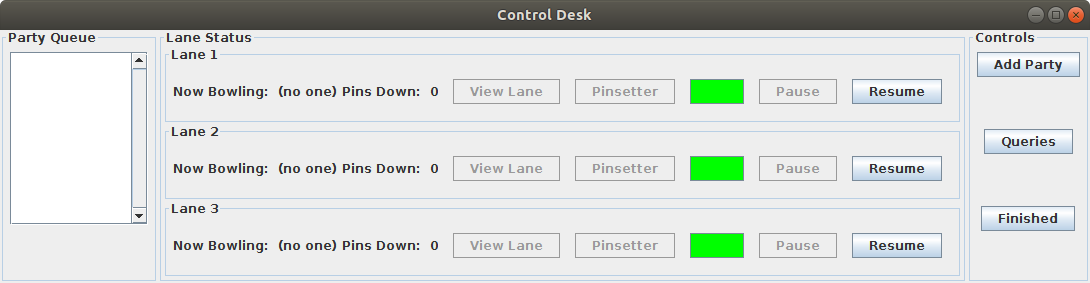 Control Desk
Party Queue
Lane Status
Controls
Lane 1
Now Bowling: (no one) Pins Down: 0 View Lane Pinsetter Pause Resume
Lane 2
Now Bowling: (no one) Pins Down: 0 View Lane Pinsetter Pause Resume
Lane 3
Now Bowling: (no one) Pins Down: 0 View Lane Pinsetter Pause Resume
Add Party
Queries
Finished